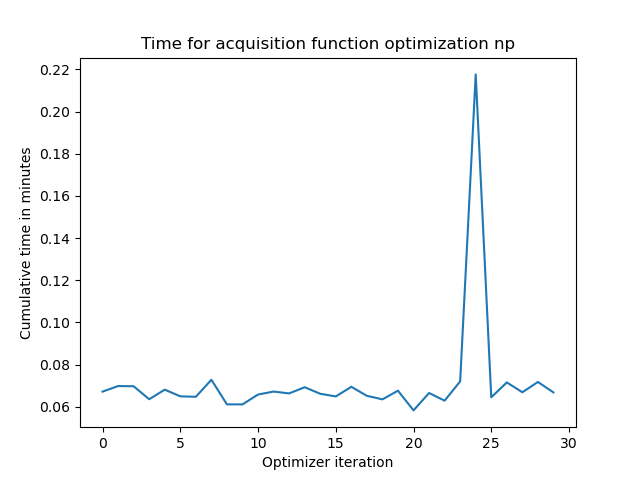 Time for acquisition function optimization np
Cumulative time in minutes
0.22
0.20
0.18
0.16
0.14
0.12
0.10
0.08
0.06
0 5 10 15 20 25 30
Optimizer iteration